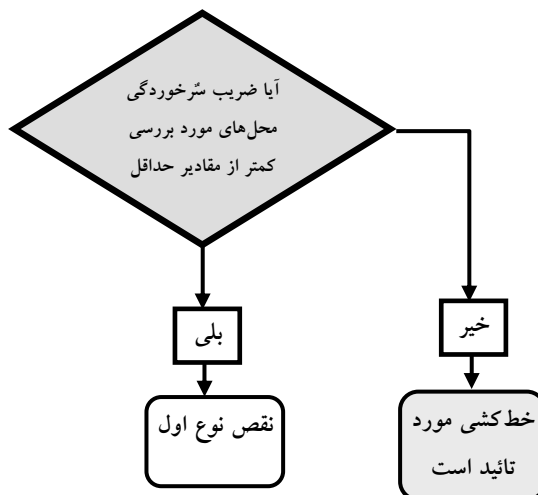 آیا ضریب سٌرخوردگی
محل‌های مورد بررسی
کمتر از مقادیر حداقل
بلی
خیر
نقص نوع اول
خط‌کشی مورد
تائید است